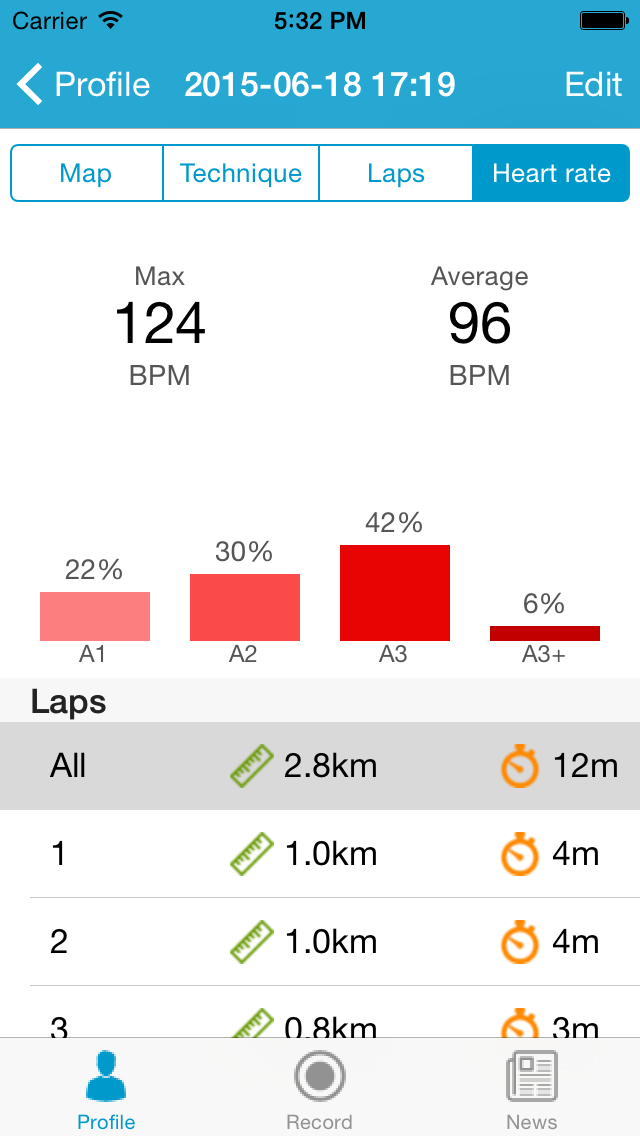 Carrier 5:32 PM
Profile 2015-06-18 17:19 Edit
Map Technique Laps Heart rate
Max Average
124 96
BPM BPM
22% 30% 42% 6%
A1 A2 A3 A3+
Laps
All 2.8km 12m
1 1.0km 4m
2 1.0km 4m
3 0.8km 3m
Profile Record News